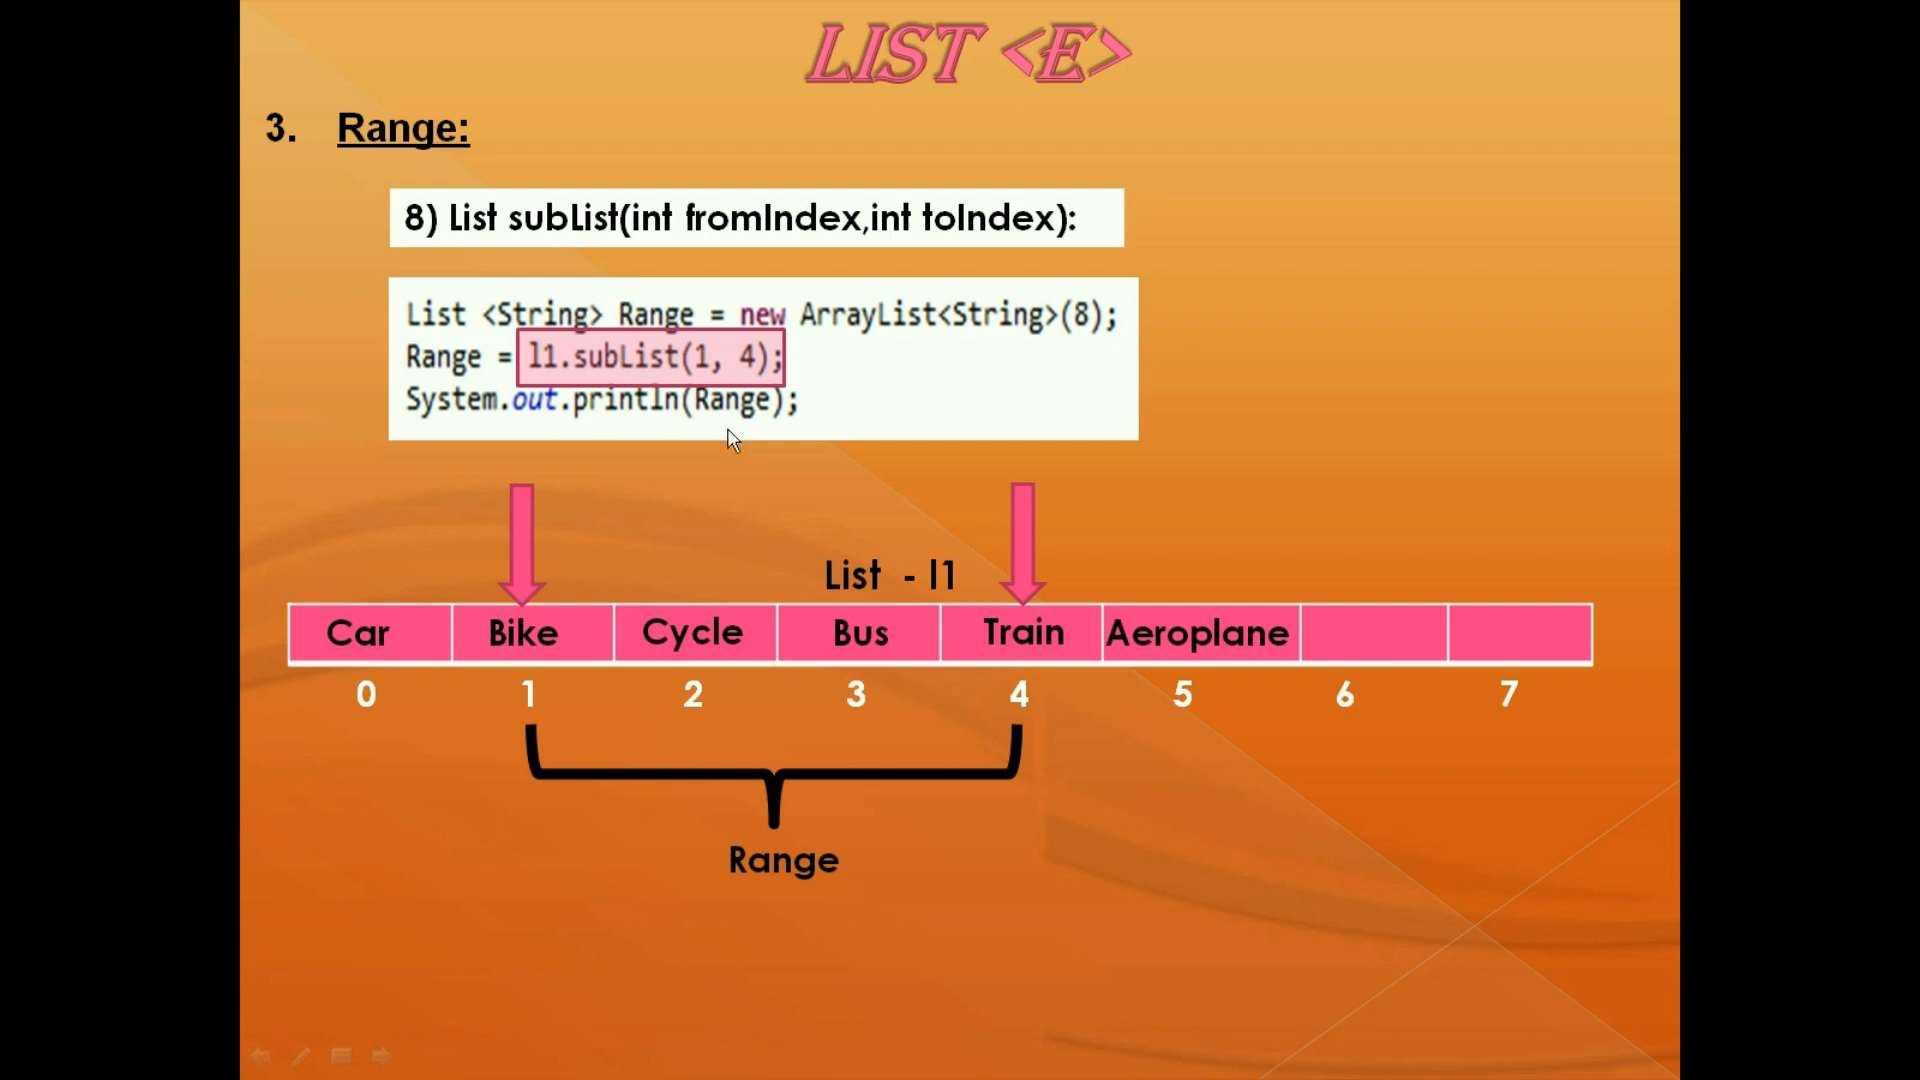 LIST <E>
3. Range:
8) List subList(int fromIndex,int toIndex):
List <String> Range = new ArrayList<String>(8);
Range = l1.subList(1, 4);
System.out.println(Range);
List - l1
Car Bike Cycle Bus Train Aeroplane
0 1 2 3 4 5 6 7
Range